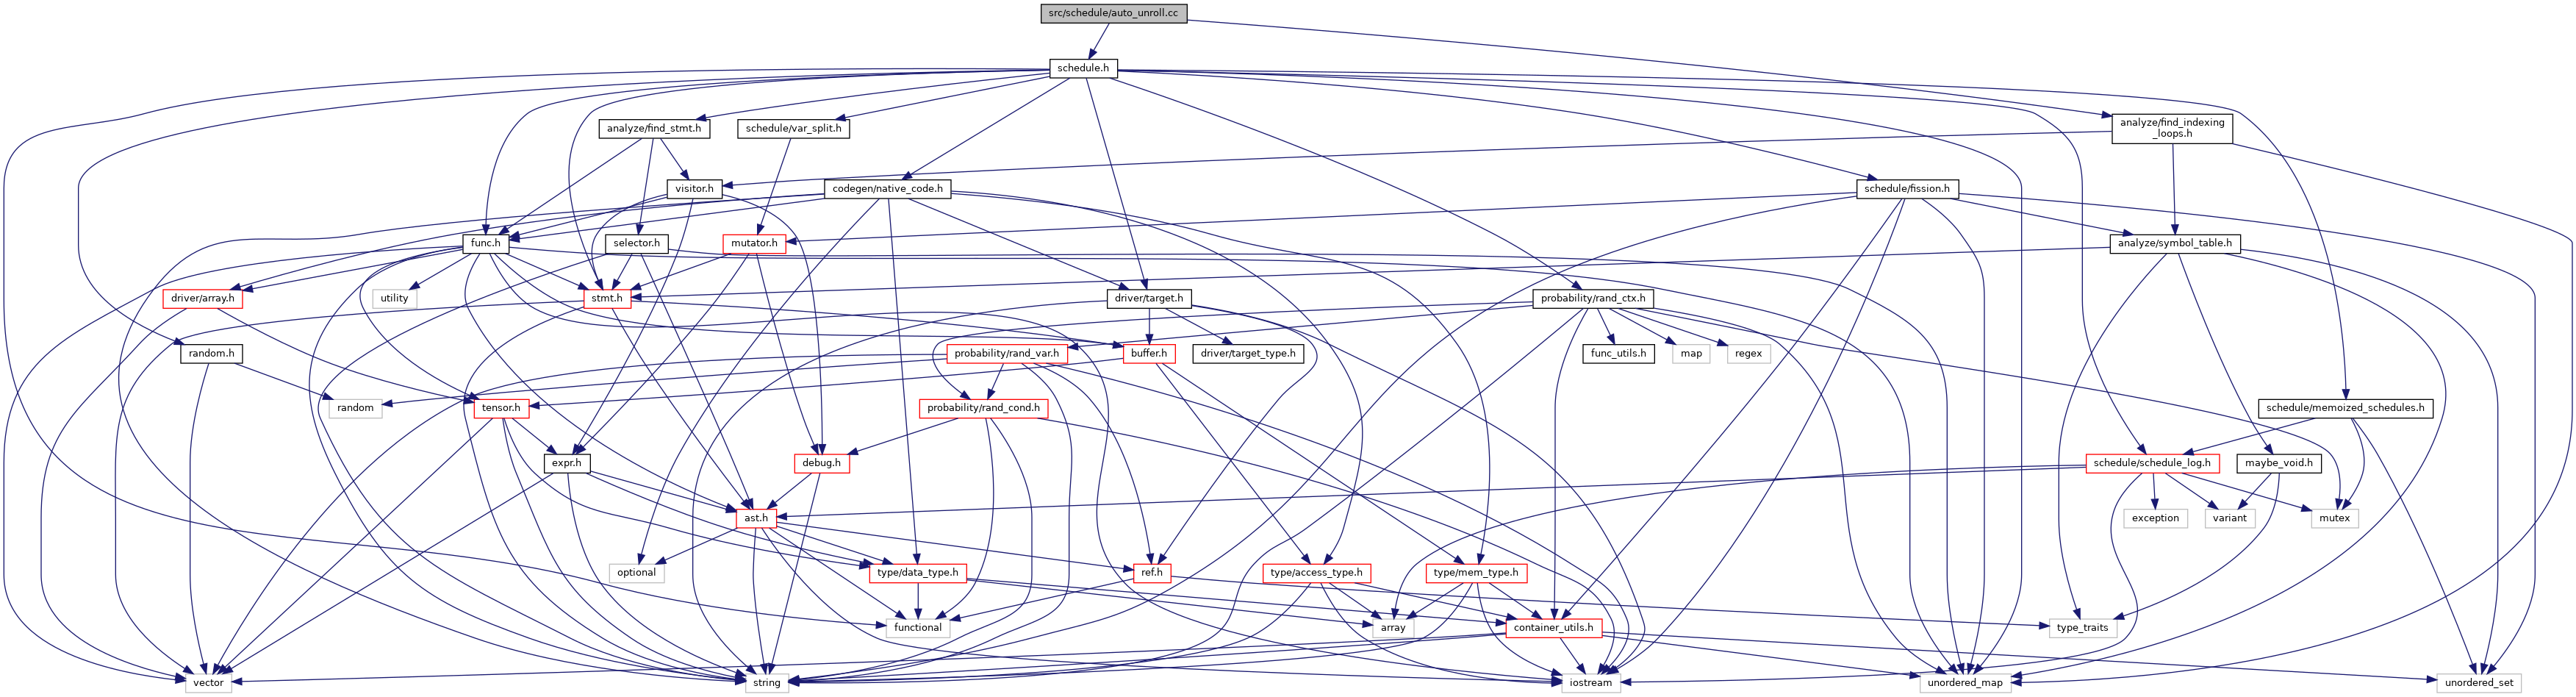 src/schedule/auto_unroll.cc
schedule.h
analyze/find_stmt.h
schedule/var_split.h
analyze/find_indexing
_loops.h
visitor.h
codegen/native_code.h
schedule/fission.h
func.h
selector.h
mutator.h
analyze/symbol_table.h
driver/array.h
utility
stmt.h
driver/target.h
probability/rand_ctx.h
random.h
probability/rand_var.h
buffer.h
driver/target_type.h
func_utils.h
map
regex
random
tensor.h
probability/rand_cond.h
schedule/memoized_schedules.h
expr.h
debug.h
schedule/schedule_log.h
maybe_void.h
ast.h
exception
variant
mutex
optional
type/data_type.h
ref.h
type/access_type.h
type/mem_type.h
functional
array
container_utils.h
type_traits
vector
string
iostream
unordered_map
unordered_set